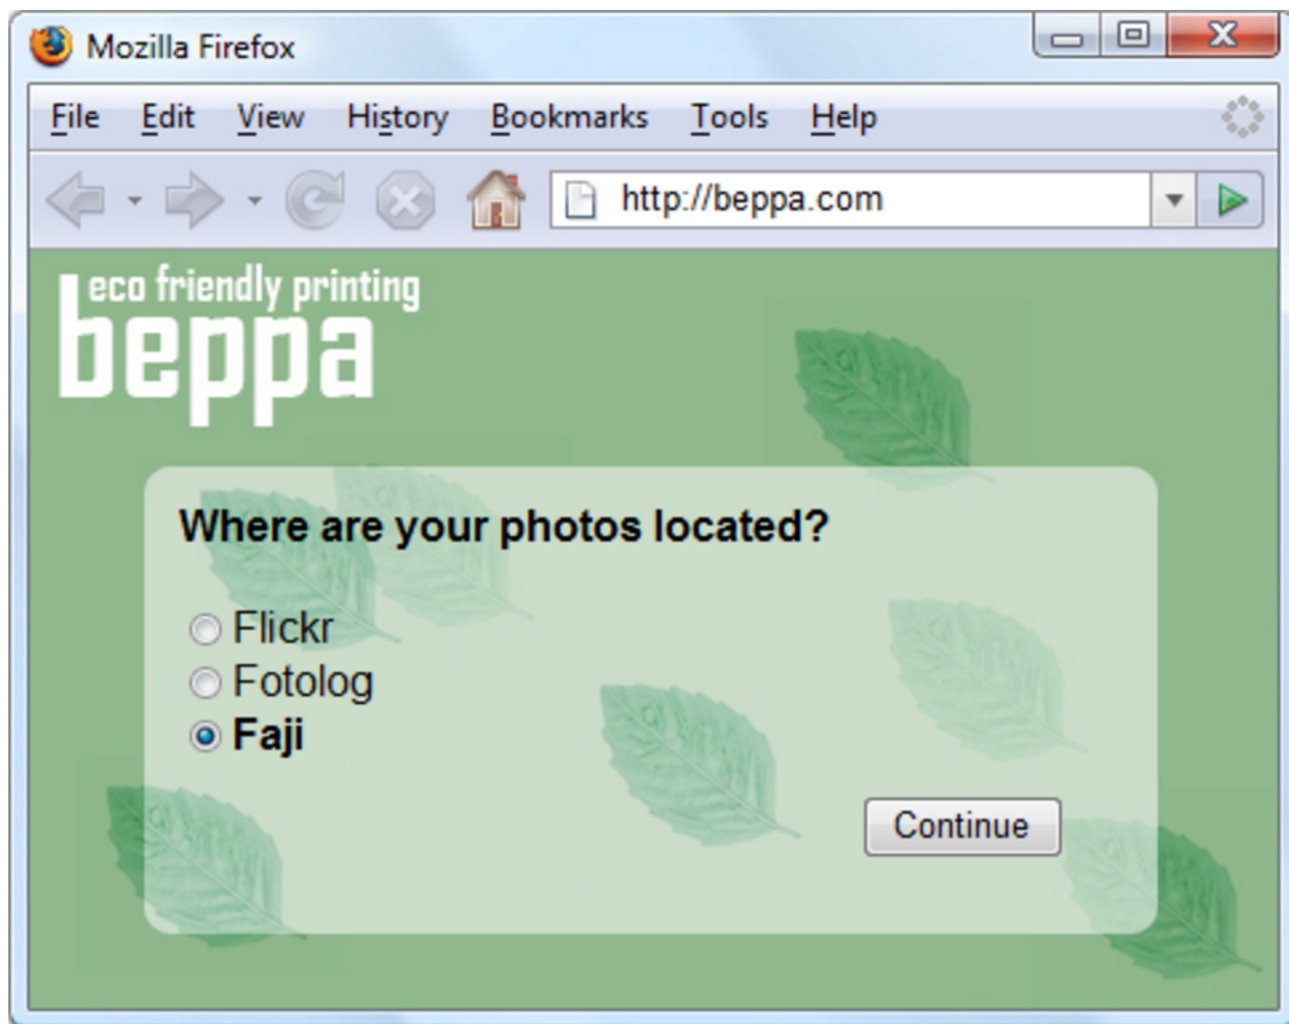 Mozilla Firefox
File Edit View History Bookmarks Tools Help
http://beppa.com
eco friendly printing
beppa
Where are your photos located?
Flickr
Fotolog
Faji
Continue